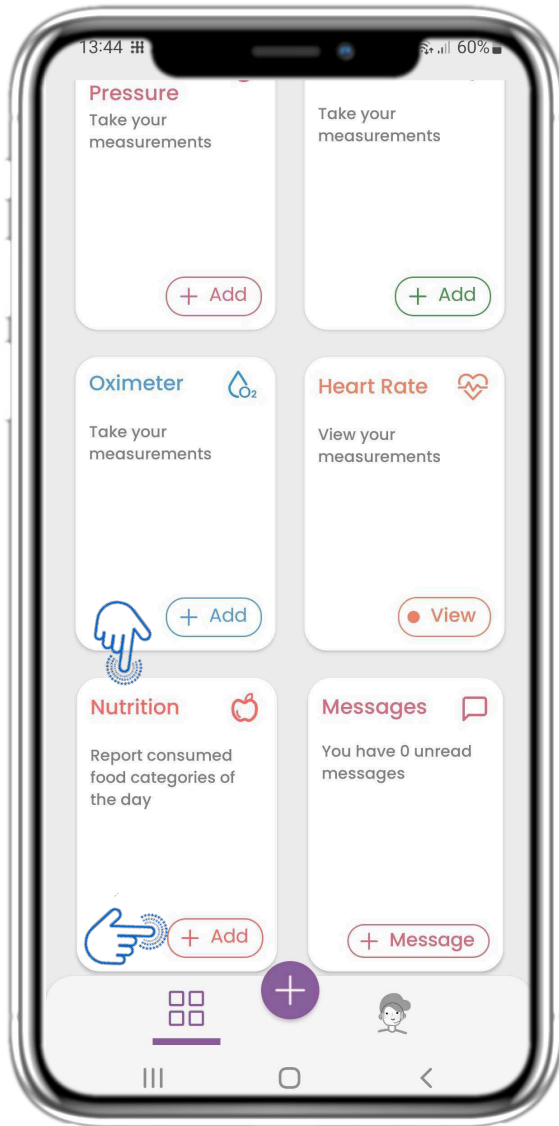 13:44
60%
Pressure
Take your
measurements
+ Add
Take your
measurements
+ Add
Oximeter
O₂
Take your
measurements
+ Add
Heart Rate
View your
measurements
View
Nutrition
Report consumed
food categories of
the day
+ Add
Messages
You have 0 unread
messages
+ Message